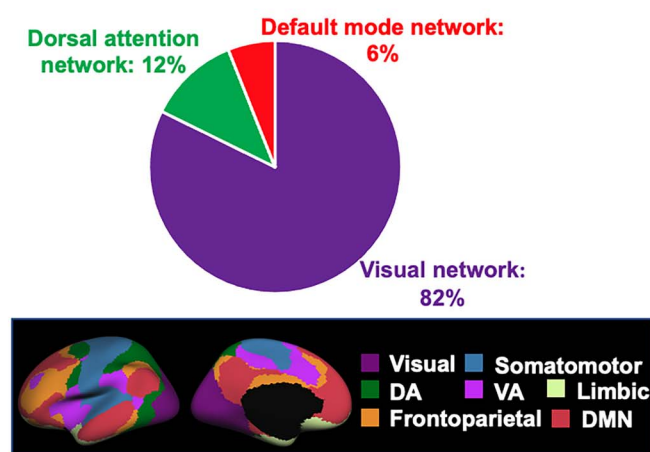 Default mode network:
6%
Dorsal attention
network: 12%
Visual network:
82%
Visual Somatomotor
DA VA Limbic
Frontoparietal DMN